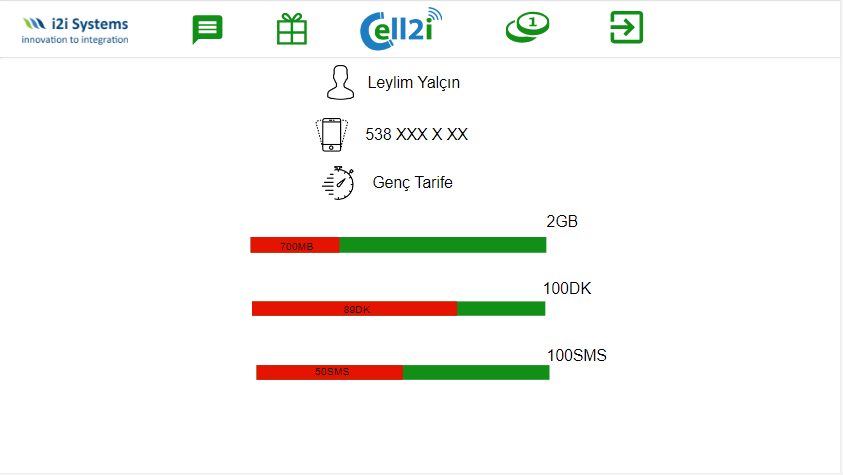 i2i Systems
innovation to integration
Cell2i
1
Leylim Yalçın
538 XXX X XX
Genç Tarife
2GB
700MB
100DK
89DK
100SMS
50SMS